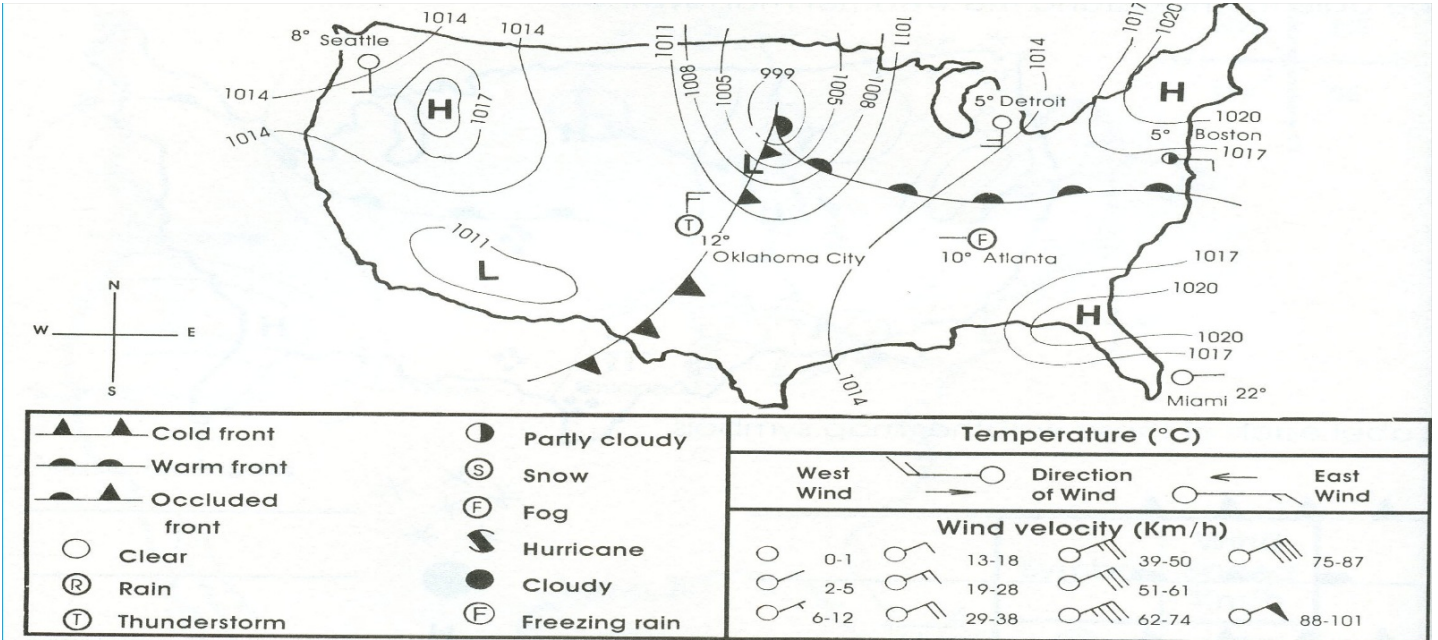 1014
1014
8° Seattle
1014
1014
H
1017
1011
1008
1005
999
1005
1008
1011
L
1014
5° Detroit
1017
1020
H
1020
5° Boston
1017
T
12°
Oklahoma City
F
10° Atlanta
1011
L
1017
1020
H
1020
1017
1014
Miami 22°
N
W E
S
Cold front
Warm front
Occluded
front
Clear
R Rain
T Thunderstorm
Partly cloudy
S Snow
F Fog
Hurricane
Cloudy
F Freezing rain
Temperature (°C)
West
Wind
Direction
of Wind
East
Wind
Wind velocity (Km/h)
0-1 13-18 39-50 75-87
2-5 19-28 51-61
6-12 29-38 62-74 88-101